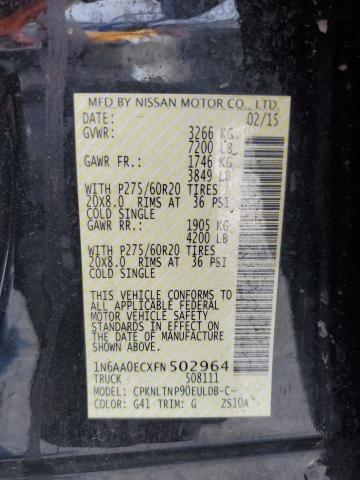 MFD BY NISSAN MOTOR CO., LTD.
DATE: 02/15
GVWR: 3266 KG
7200 LB
GAWR FR.: 1746 KG
3849 LB
WITH P275/60R20 TIRES
20X8.0 RIMS AT 36 PSI
COLD SINGLE
GAWR RR.: 1905 KG
4200 LB
WITH P275/60R20 TIRES
20X8.0 RIMS AT 36 PSI
COLD SINGLE
THIS VEHICLE CONFORMS TO
ALL APPLICABLE FEDERAL
MOTOR VEHICLE SAFETY
STANDARDS IN EFFECT ON
THE DATE OF MANUFACTURE
SHOWN ABOVE.
1N6AA0ECXFN502964
TRUCK 508111
MODEL: CPKNLTNP90EULDB-C-
COLOR: G41 TRIM: G ZS10A